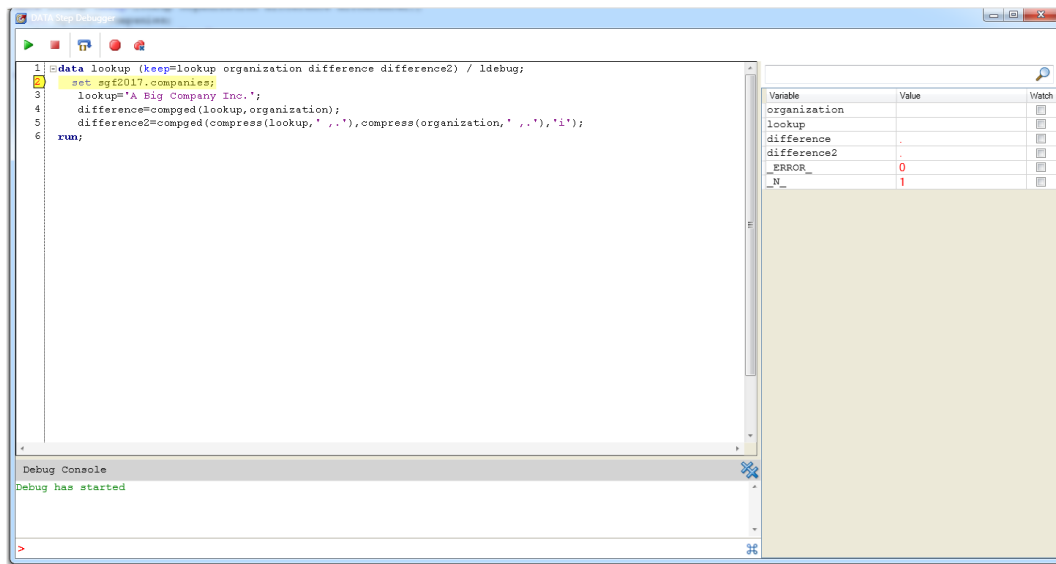 DATA Step Debugger
1 data lookup (keep=lookup organization difference difference2) / ldebug;
2 set sgf2017.companies;
3 lookup='A Big Company Inc.';
4 difference=compged(lookup,organization);
5 difference2=compged(compress(lookup,' ,.'),compress(organization,' ,.'),'i');
6 run;
Variable Value Watch
organization
lookup
difference .
difference2 .
_ERROR_ 0
_N_ 1
Debug Console
Debug has started
>